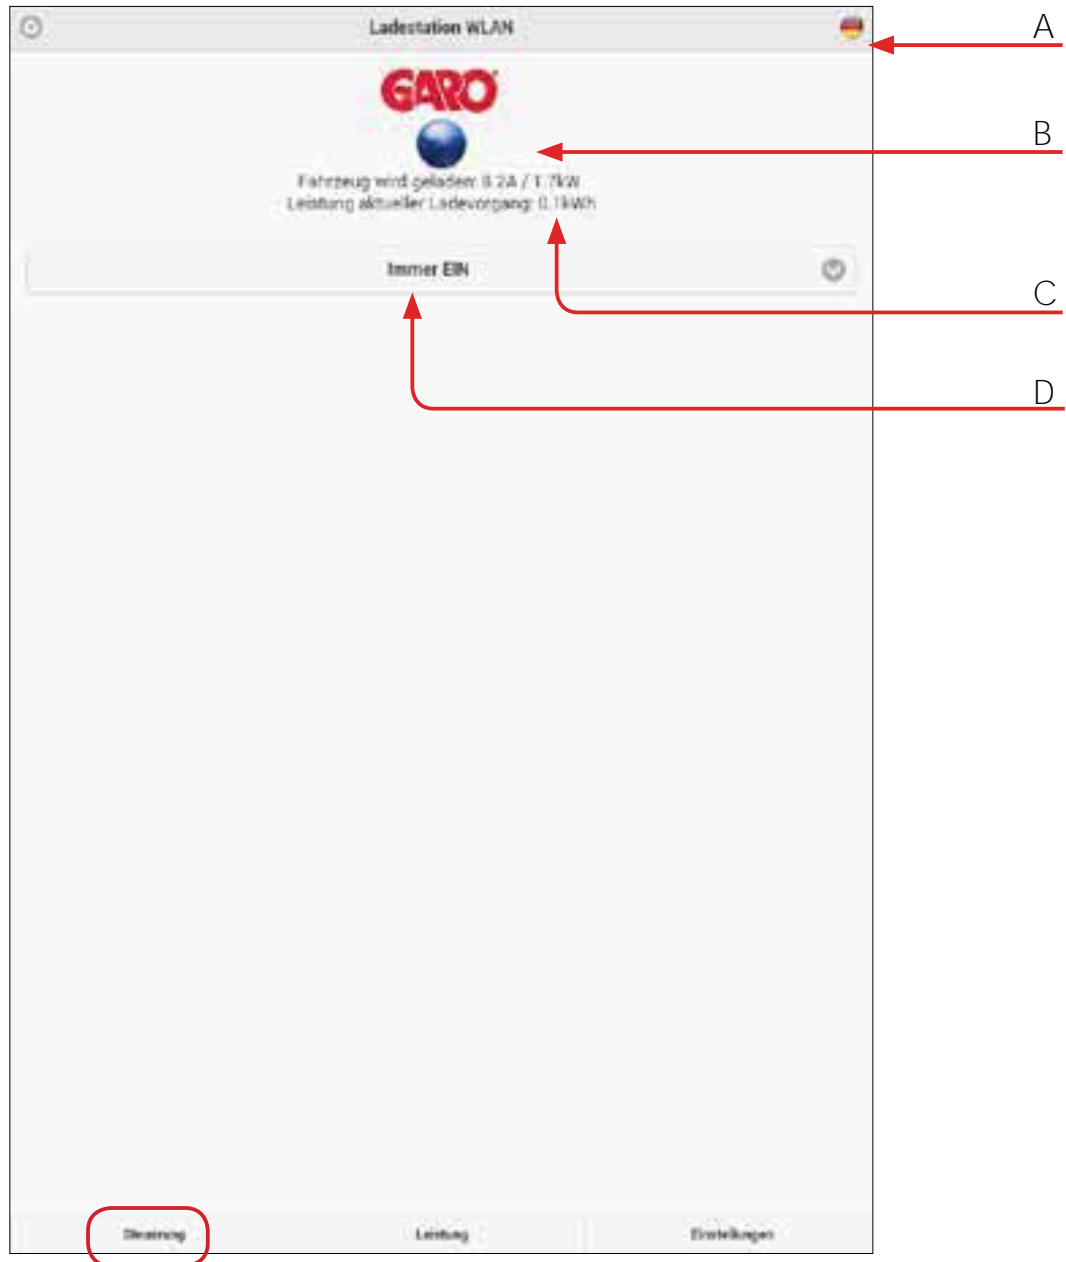 Ladestation WLAN
A
GARO
B
Fahrzeug wird geladen: 8.2A / 1.7kW
Leistung aktueller Ladevorgang: 0.1kWh
Immer EIN
C
D
Steuerung
Leistung
Einstellungen